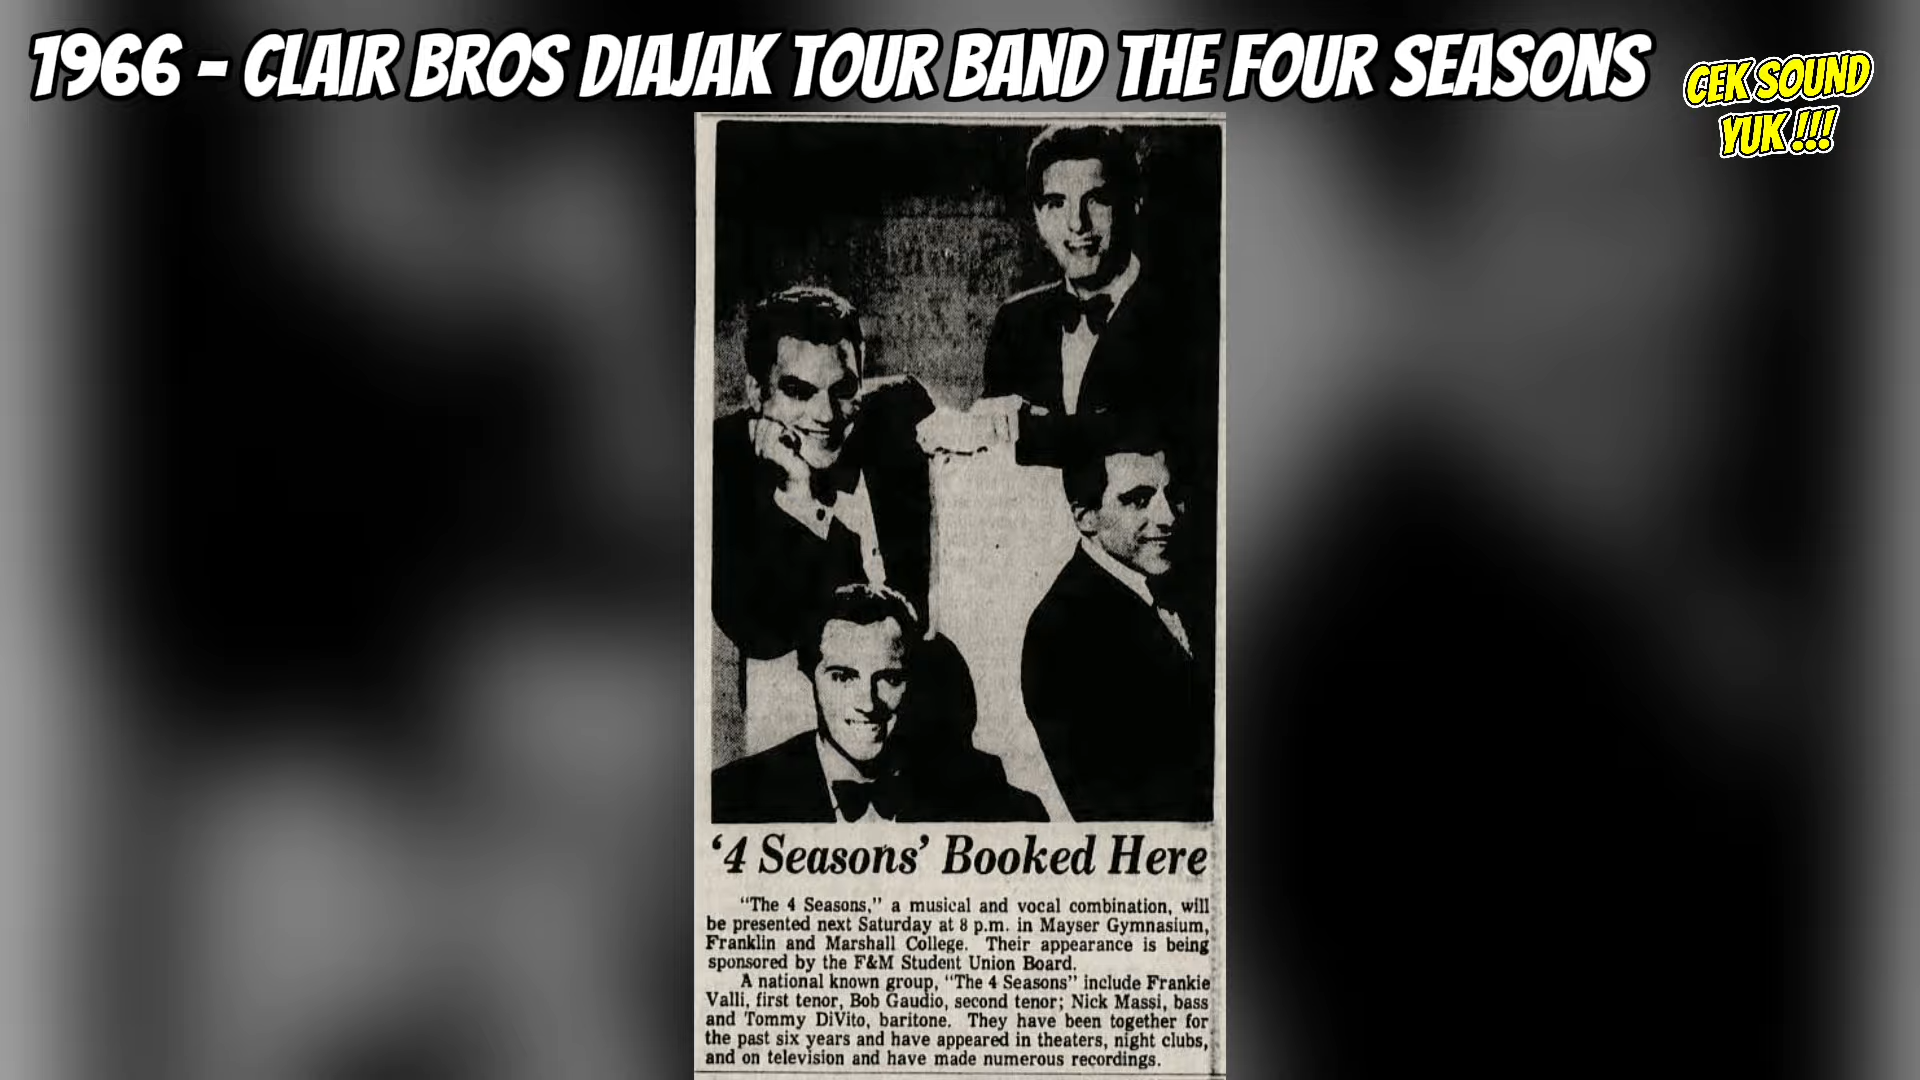 1966 - CLAIR BROS DIAJAK TOUR BAND THE FOUR SEASONS
CEK SOUND
YUK !!!
‘4 Seasons’ Booked Here
“The 4 Seasons,” a musical and vocal combination, will
be presented next Saturday at 8 p.m. in Mayser Gymnasium,
Franklin and Marshall College. Their appearance is being
sponsored by the F&M Student Union Board.
A national known group, “The 4 Seasons” include Frankie
Valli, first tenor, Bob Gaudio, second tenor; Nick Massi, bass
and Tommy DiVito, baritone. They have been together for
the past six years and have appeared in theaters, night clubs,
and on television and have made numerous recordings.